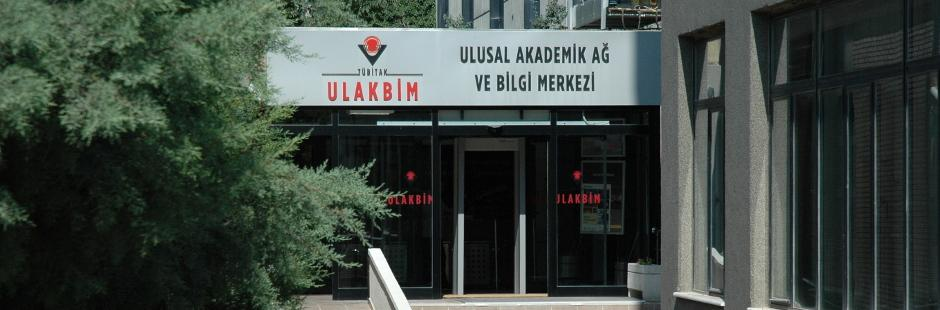 TÜBİTAK
ULAKBİM
ULUSAL AKADEMİK AĞ
VE BİLGİ MERKEZİ
ULAKBİM
ULAKBİM